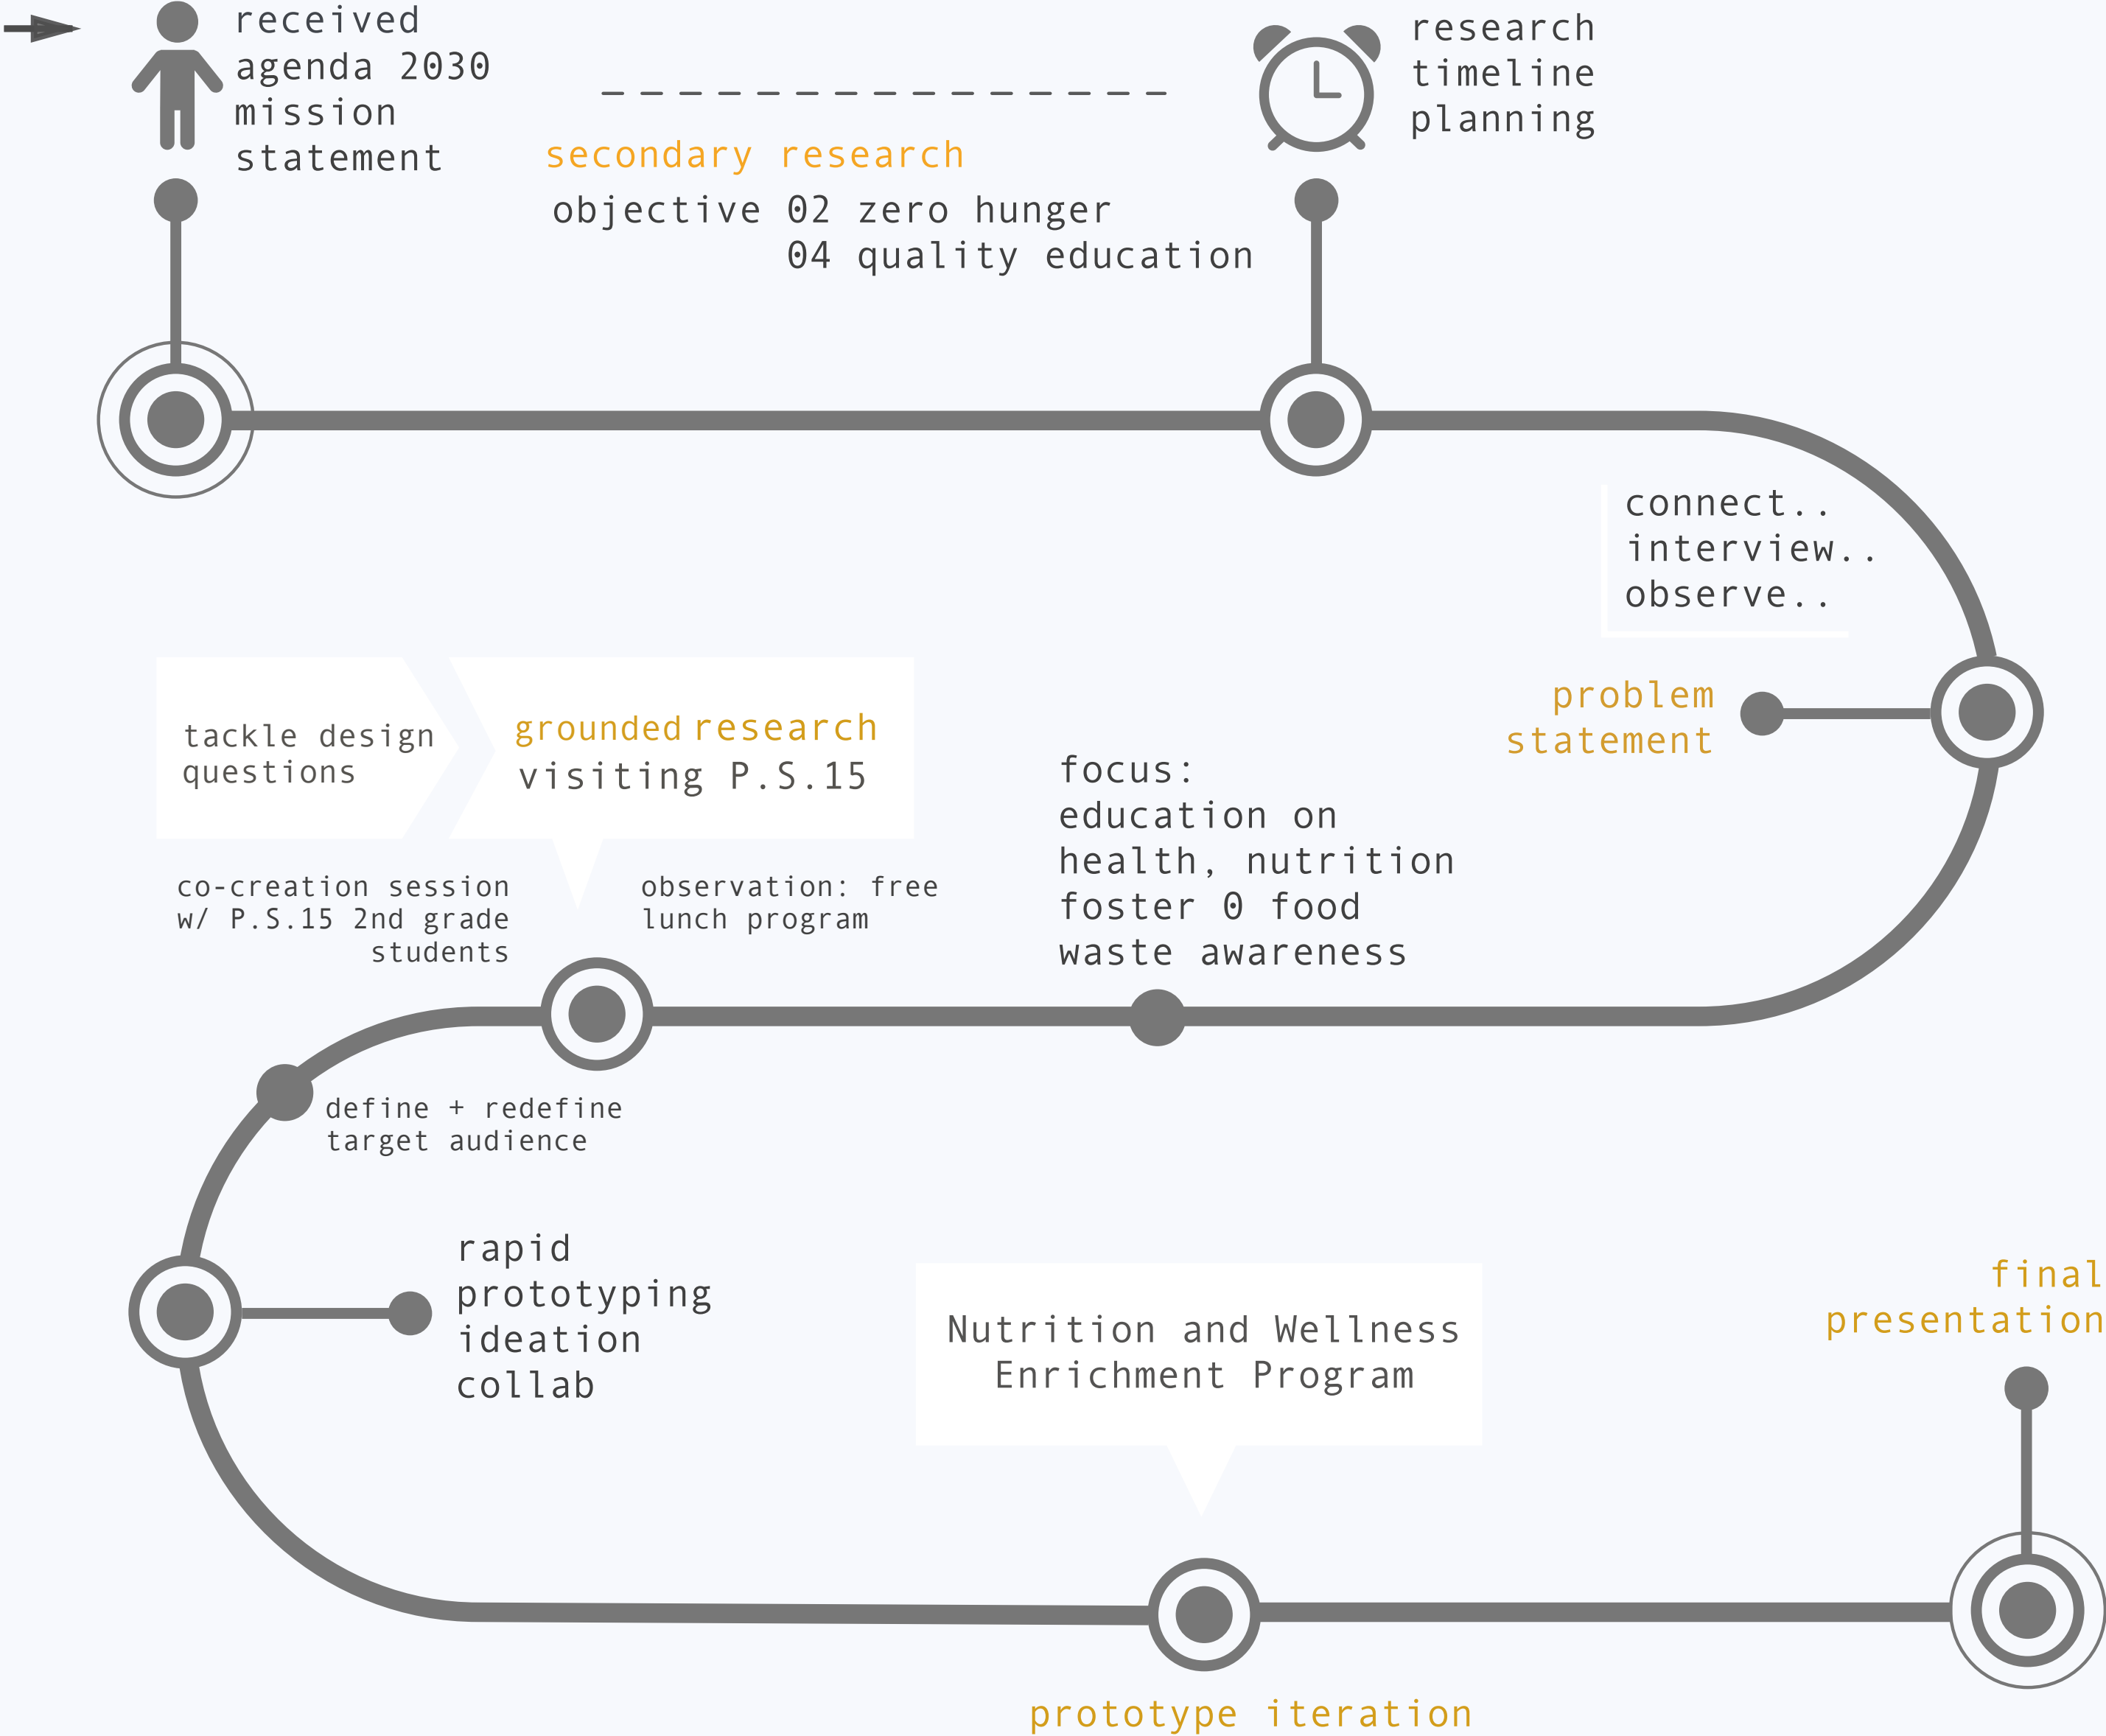 received
agenda 2030
mission
statement
secondary research
objective 02 zero hunger
04 quality education
research
timeline
planning
connect..
interview..
observe..
problem
statement
focus:
education on
health, nutrition
foster 0 food
waste awareness
tackle design
questions
grounded research
visiting P.S.15
co-creation session
w/ P.S.15 2nd grade
students
observation: free
lunch program
define + redefine
target audience
rapid
prototyping
ideation
collab
Nutrition and Wellness
Enrichment Program
prototype iteration
final
presentation